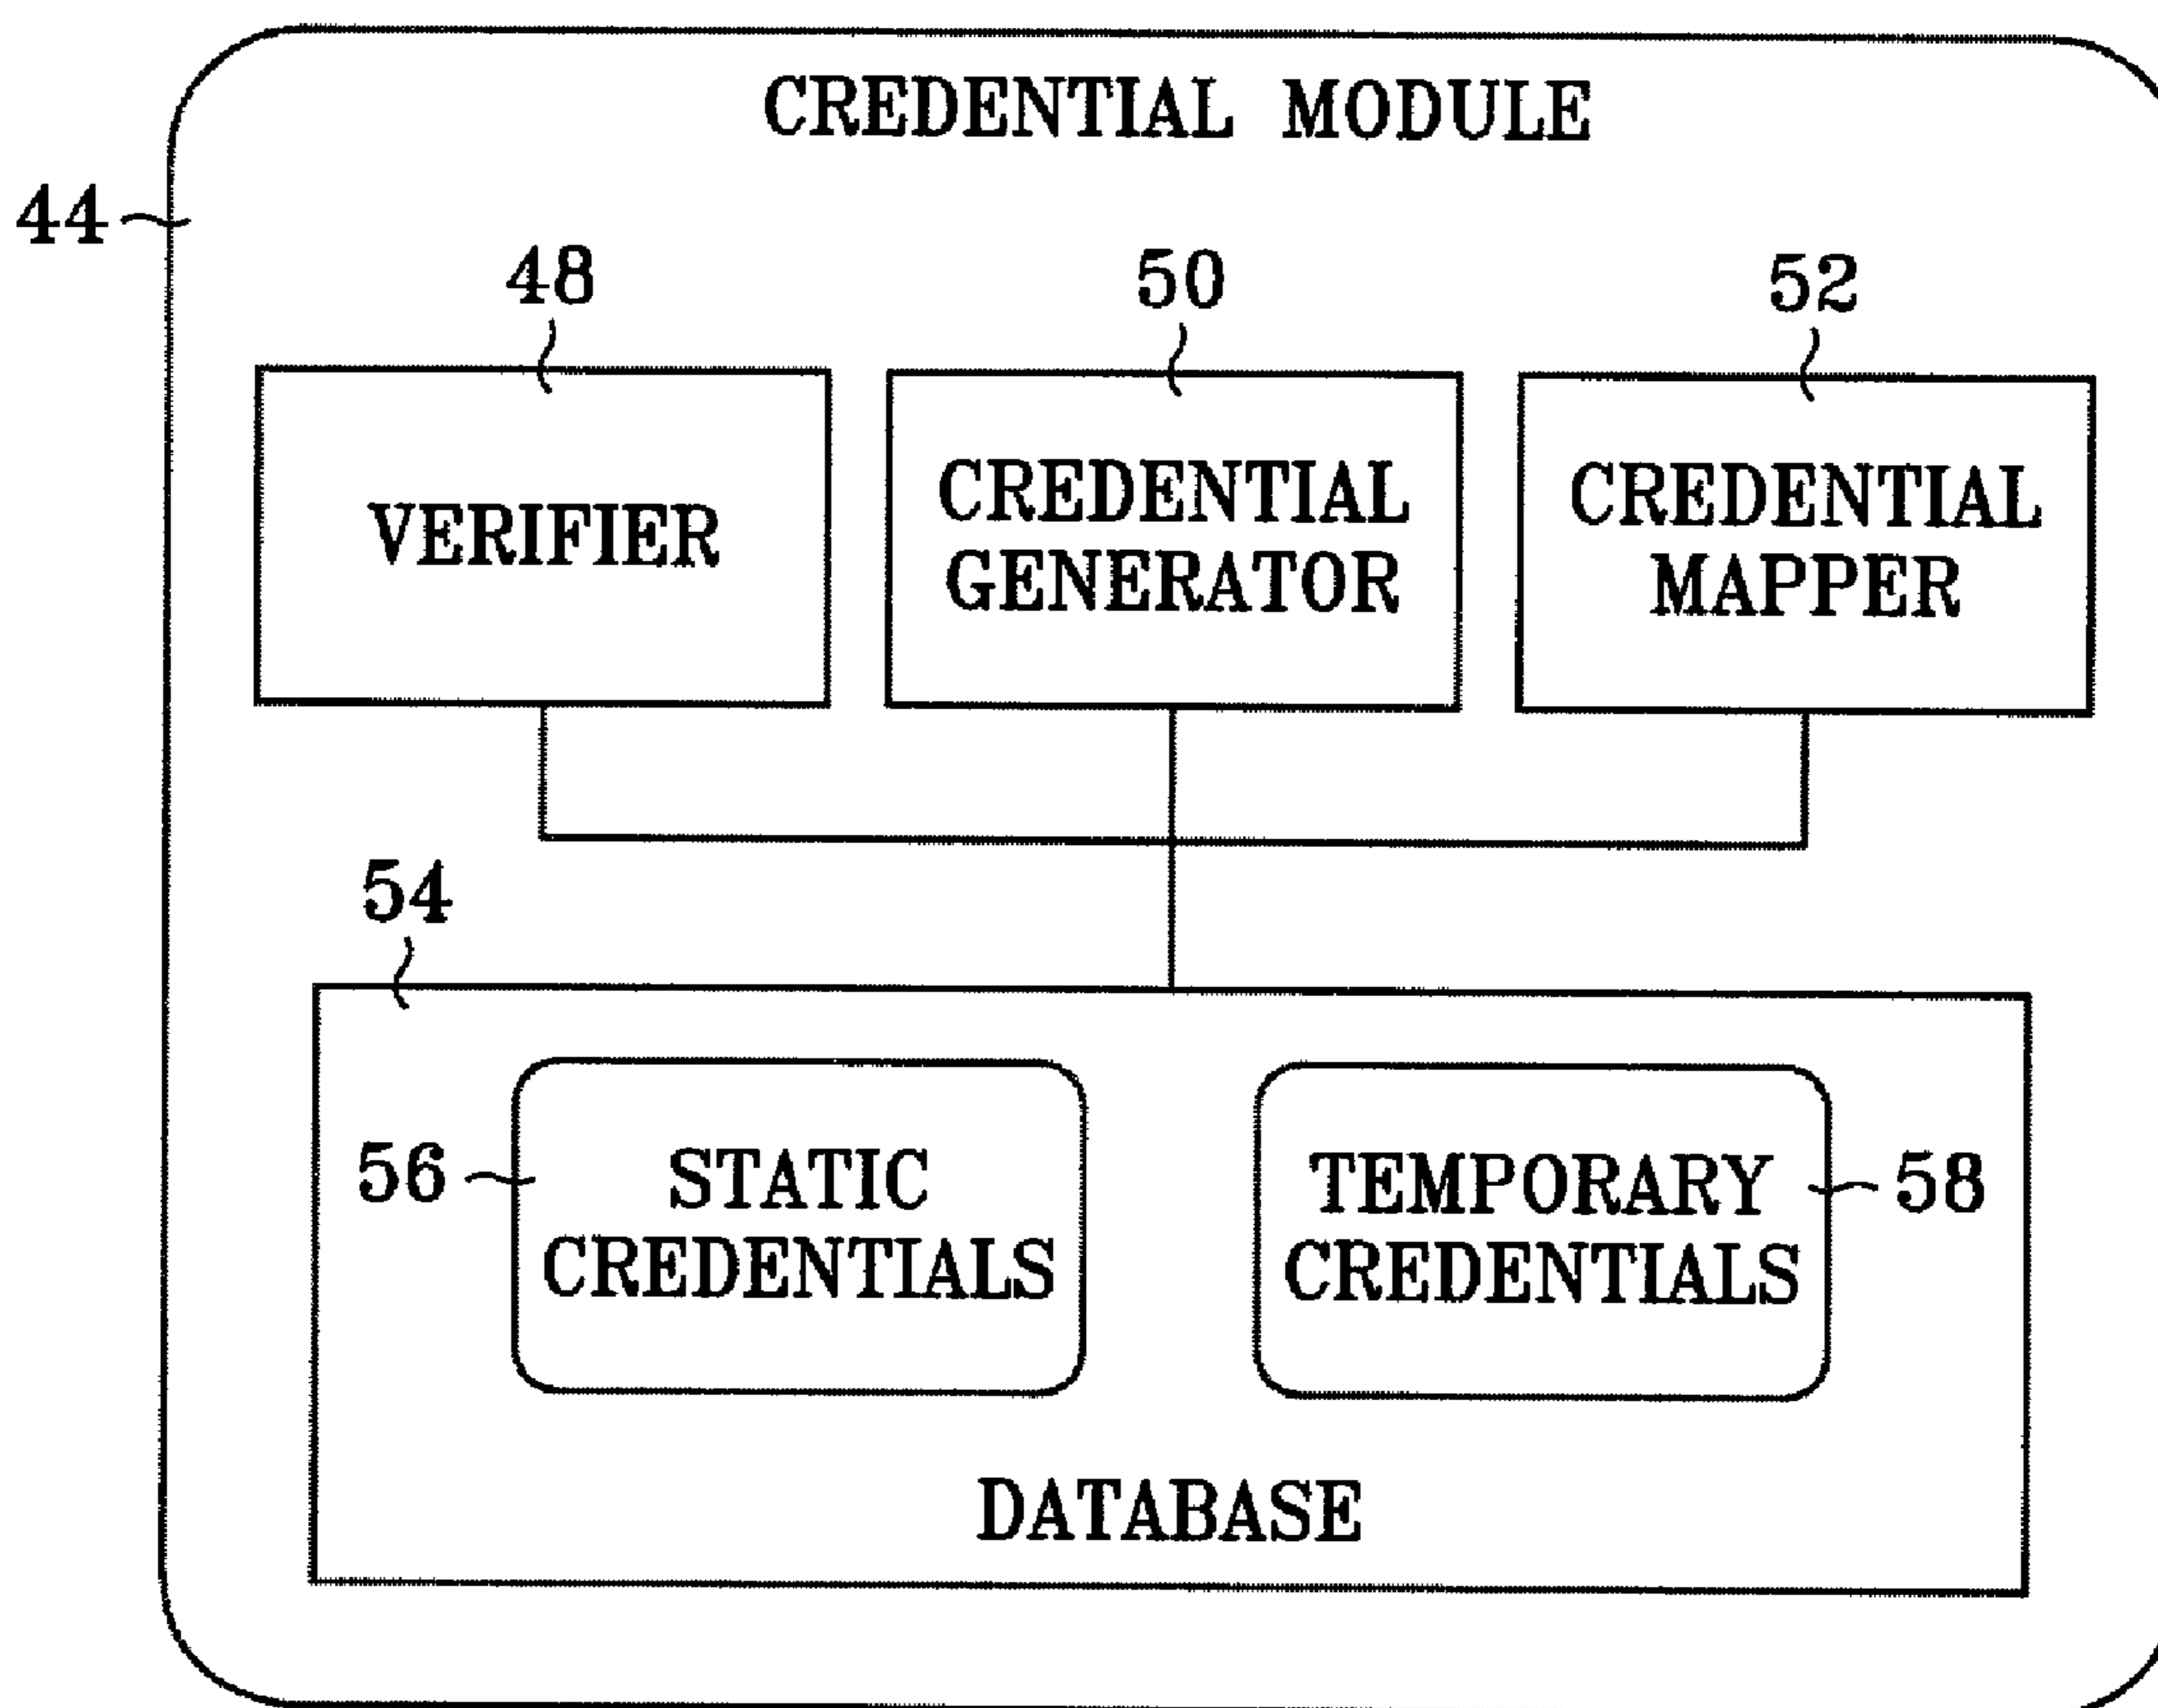 CREDENTIAL MODULE
44
48
50
52
VERIFIER
CREDENTIAL
GENERATOR
CREDENTIAL
MAPPER
54
56
STATIC
CREDENTIALS
TEMPORARY
CREDENTIALS
58
DATABASE